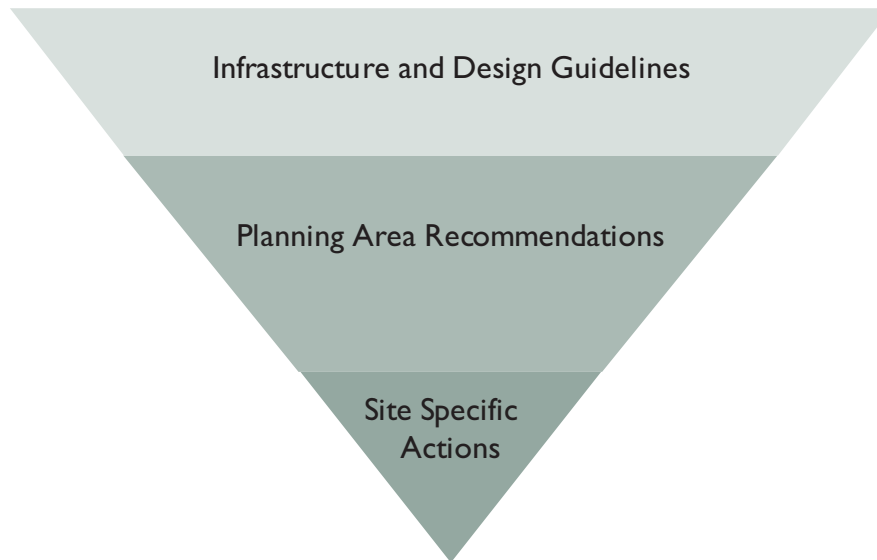 Infrastructure and Design Guidelines
Planning Area Recommendations
Site Specific
Actions